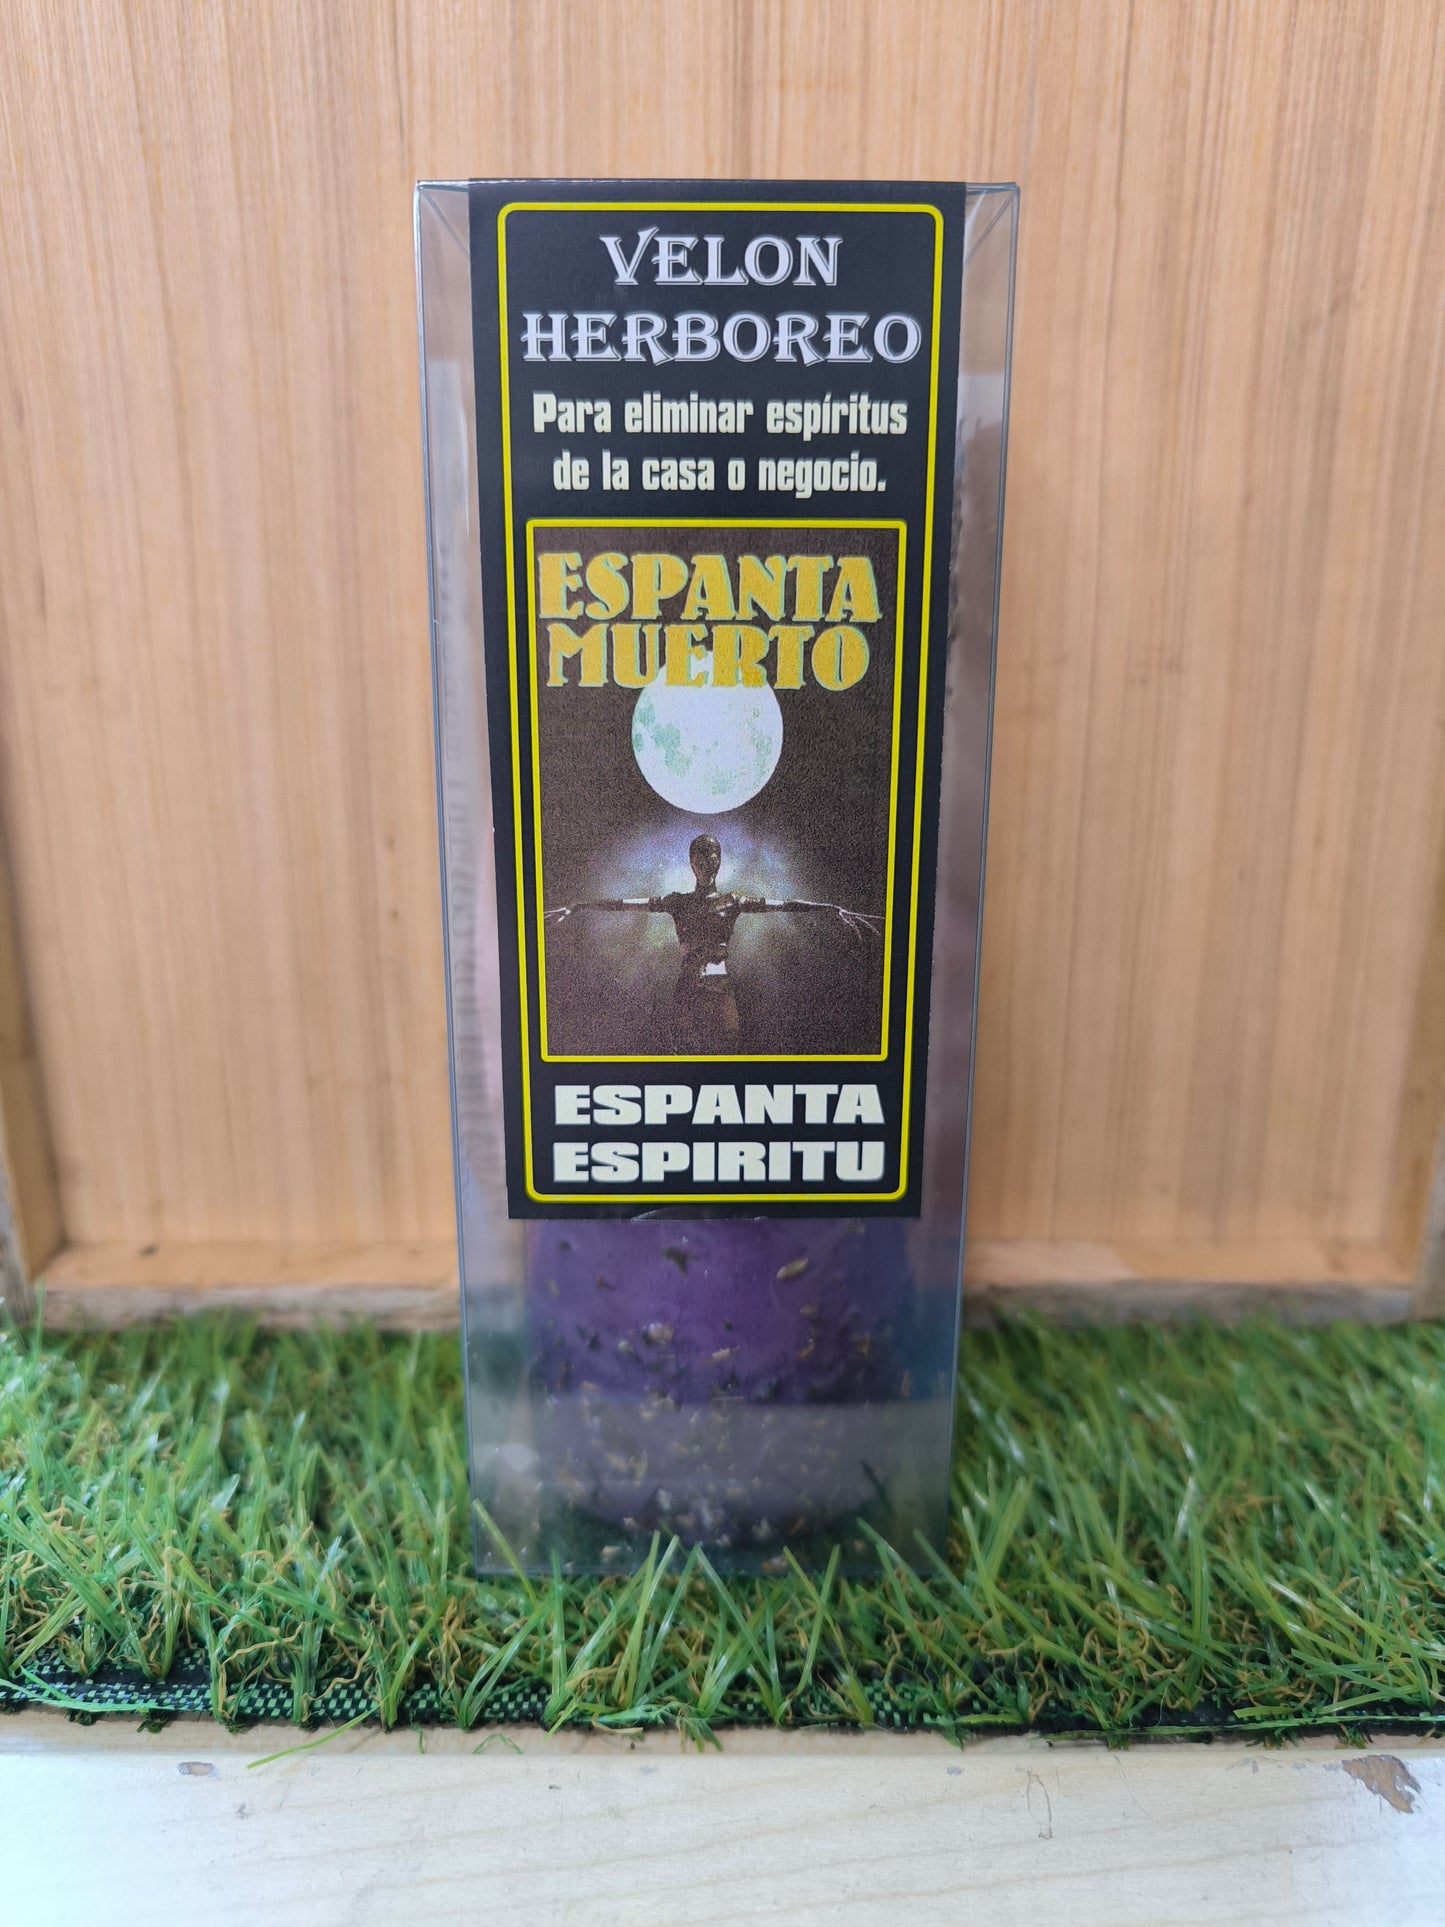 VELON
HERBOREO
Para eliminar espíritus
de la casa o negocio.
ESPANTA
MUERTO
ESPANTA
ESPIRITU